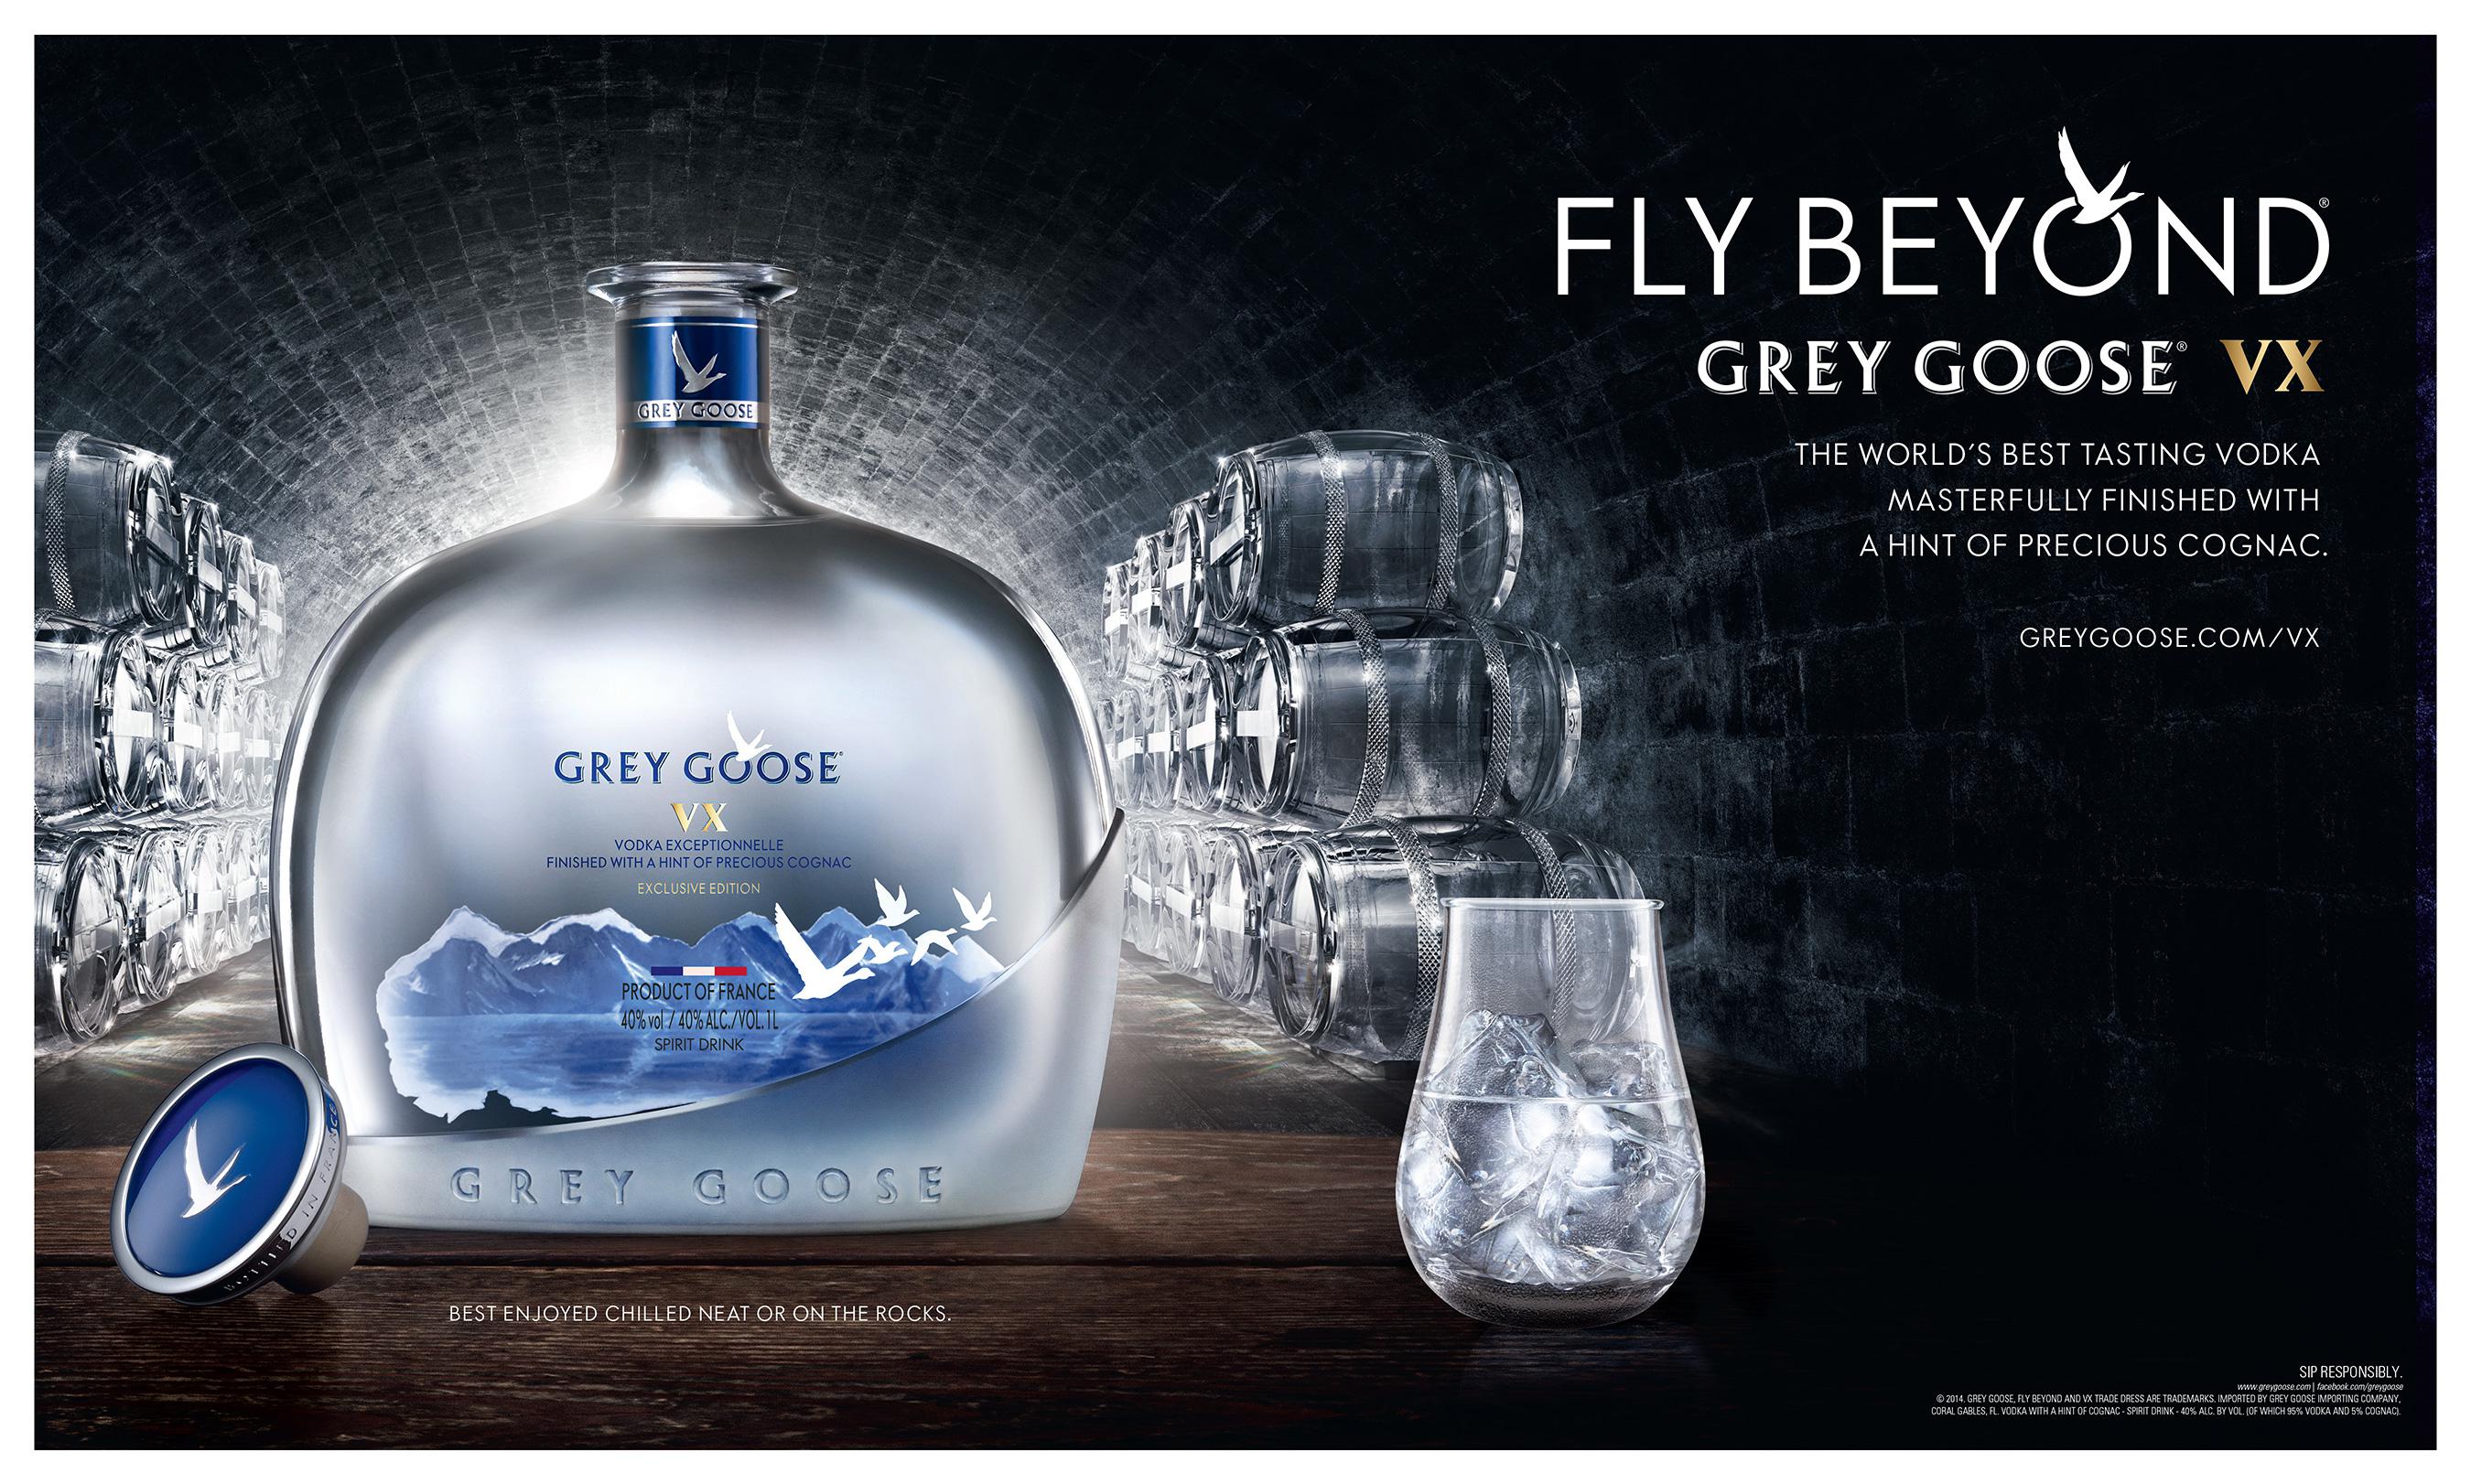 FLY BEYOND®
GREY GOOSE® VX
THE WORLD'S BEST TASTING VODKA
MASTERFULLY FINISHED WITH
A HINT OF PRECIOUS COGNAC.
GREYGOOSE.COM/VX
GREY GOOSE
GREY GOOSE®
VX
VODKA EXCEPTIONNELLE
FINISHED WITH A HINT OF PRECIOUS COGNAC
EXCLUSIVE EDITION
PRODUCT OF FRANCE
40% vol / 40% ALC./VOL. 1L
SPIRIT DRINK
GREY GOOSE
BOTTLED IN FRANCE
BEST ENJOYED CHILLED NEAT OR ON THE ROCKS.
SIP RESPONSIBLY.
www.greygoose.com | facebook.com/greygoose
© 2014. GREY GOOSE, FLY BEYOND AND VX TRADE DRESS ARE TRADEMARKS. IMPORTED BY GREY GOOSE IMPORTING COMPANY,
CORAL GABLES, FL. VODKA WITH A HINT OF COGNAC - SPIRIT DRINK - 40% ALC. BY VOL. (OF WHICH 95% VODKA AND 5% COGNAC).